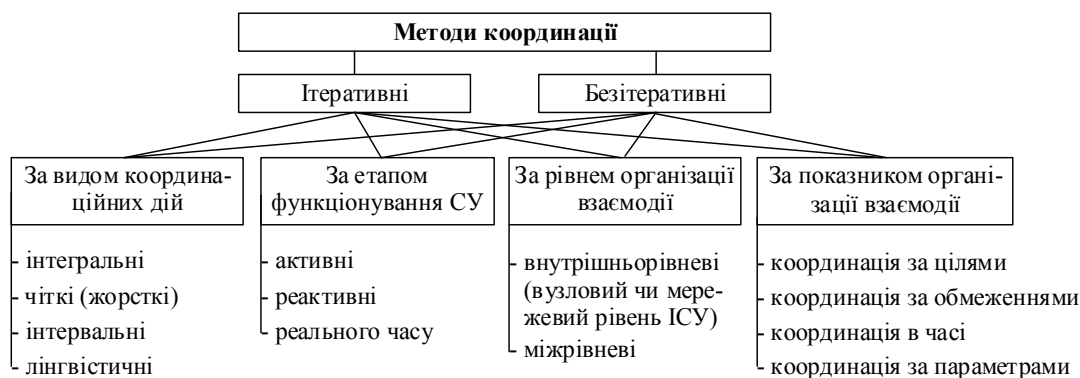 Методи координації
Ітеративні
Безітеративні
За видом координа-
ційних дій
За етапом
функціонування СУ
За рівнем організації
взаємодії
За показником органі-
зації взаємодії
інтегральні
чіткі (жорсткі)
інтервальні
лінгвістичні
активні
реактивні
реального часу
внутрішньорівневі
(вузловий чи мере-
жевий рівень ІСУ)
міжрівневі
координація за цілями
координація за обмеженнями
координація в часі
координація за параметрами